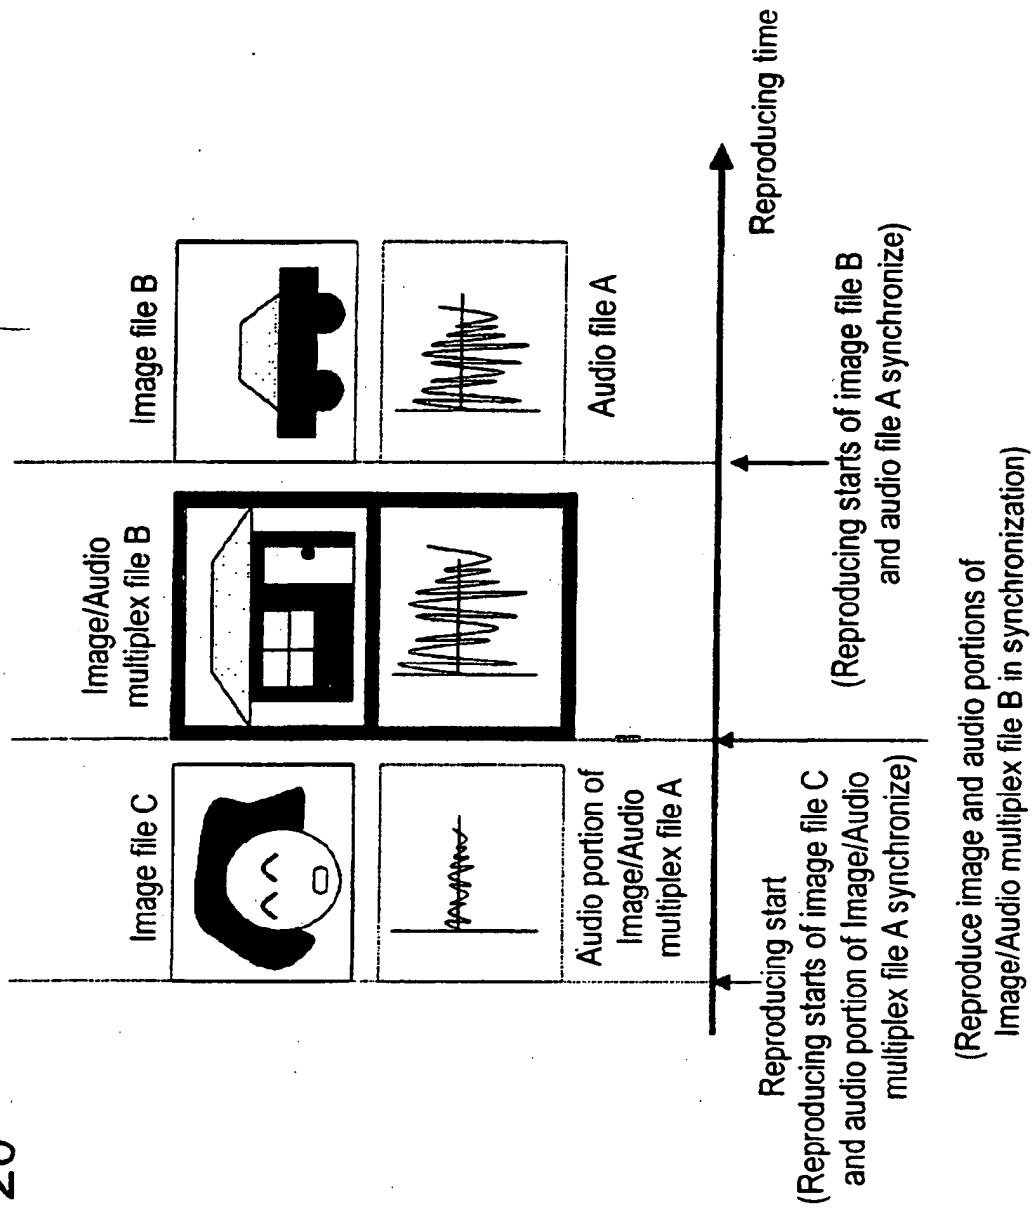 20
Image file C
Image/Audio
multiplex file B
Image file B
Audio portion of
Image/Audio
multiplex file A
Audio file A
Reproducing time
Reproducing start
(Reproducing starts of image file C
and audio portion of Image/Audio
multiplex file A synchronize)
(Reproducing starts of image file B
and audio file A synchronize)
(Reproduce image and audio portions of
Image/Audio multiplex file B in synchronization)